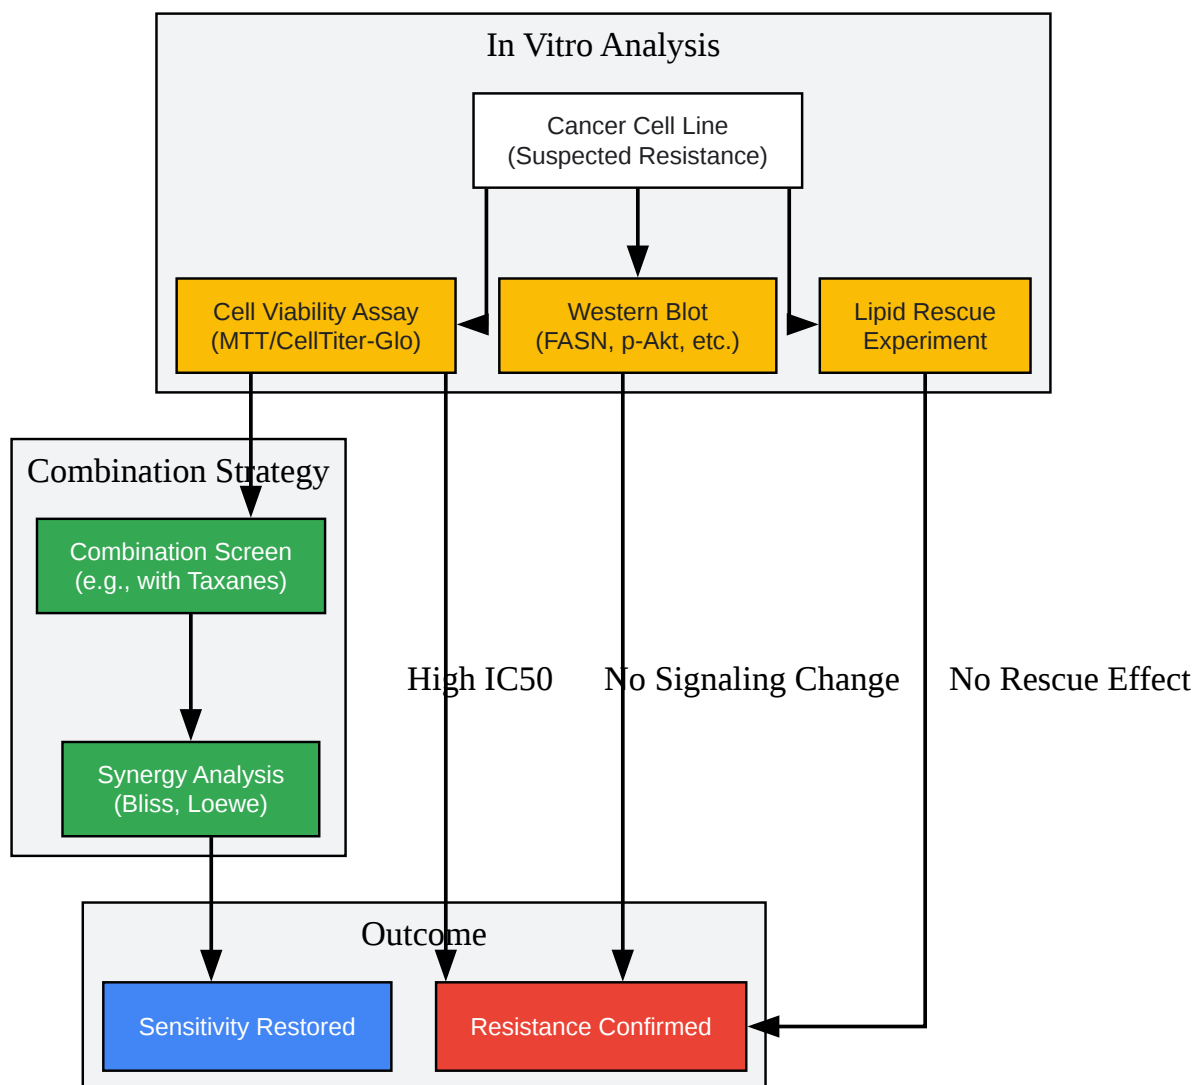 In Vitro Analysis
Cancer Cell Line
(Suspected Resistance)
Cell Viability Assay
(MTT/CellTiter-Glo)
Western Blot
(FASN, p-Akt, etc.)
Lipid Rescue
Experiment
Combination Strategy
Combination Screen
(e.g., with Taxanes)
High IC50
No Signaling Change
No Rescue Effect
Synergy Analysis
(Bliss, Loewe)
Outcome
Sensitivity Restored
Resistance Confirmed